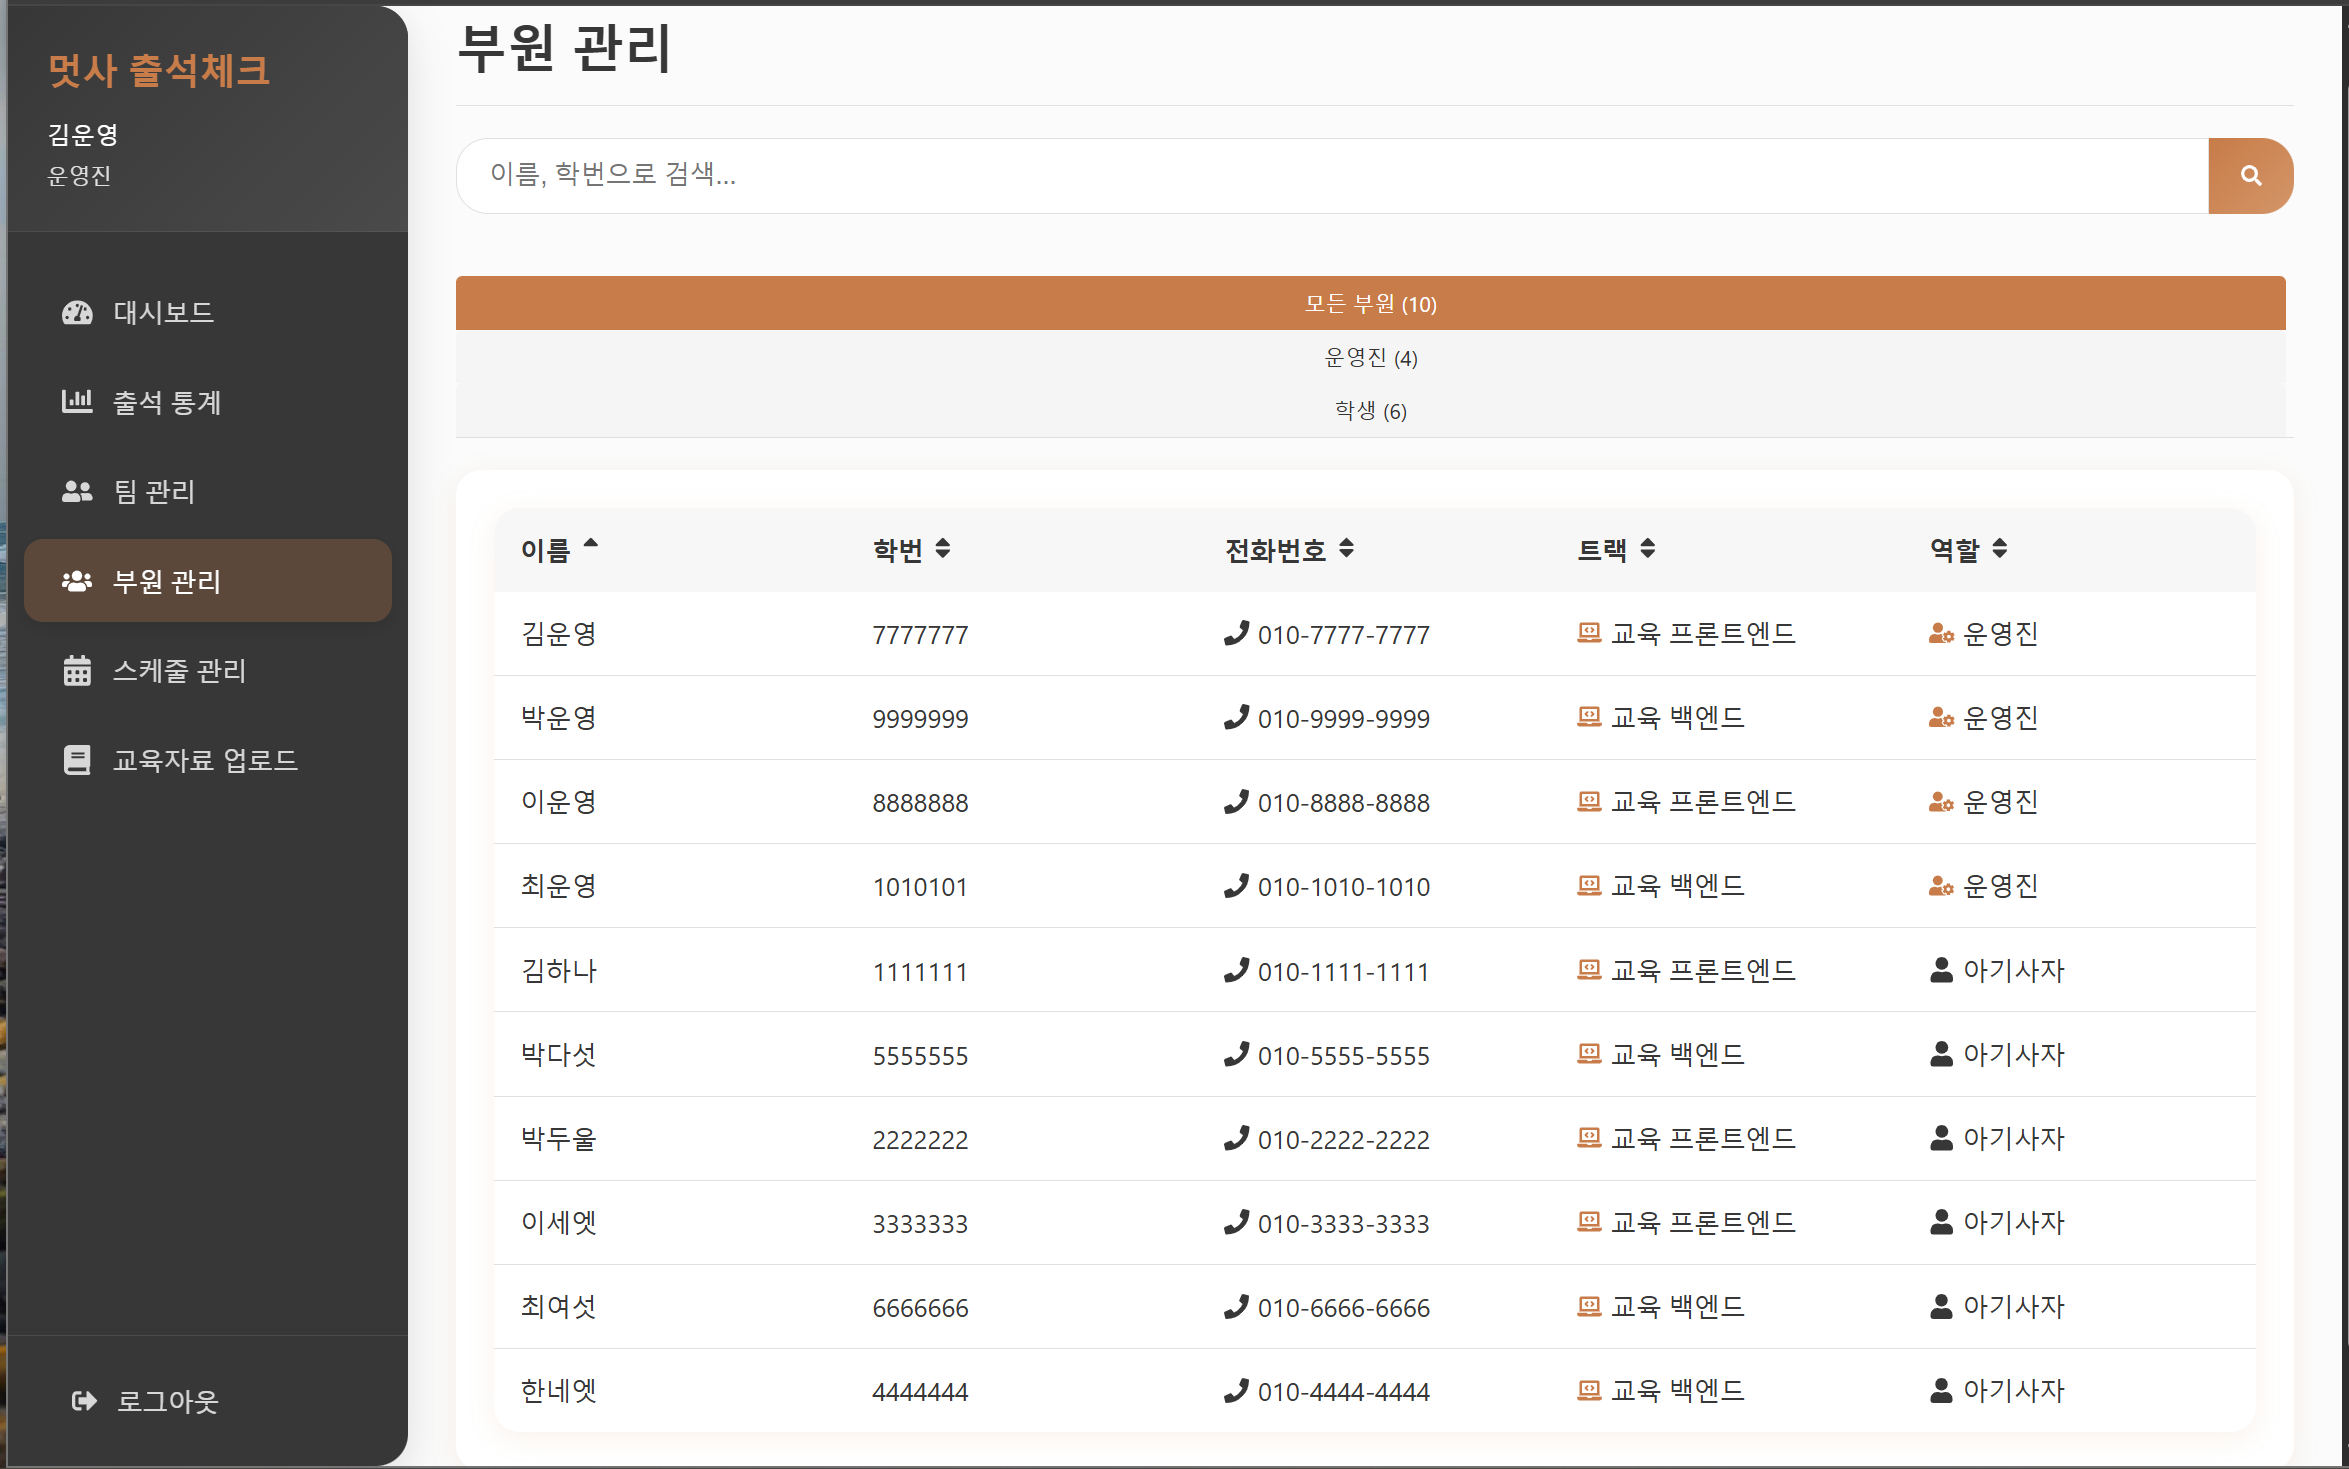 멋사 출석체크
김운영
운영진
대시보드
출석 통계
팀 관리
부원 관리
스케줄 관리
교육자료 업로드
로그아웃
부원 관리
이름, 학번으로 검색...
모든 부원 (10)
운영진 (4)
학생 (6)
이름 학번 전화번호 트랙 역할
김운영 7777777 010-7777-7777 교육 프론트엔드 운영진
박운영 9999999 010-9999-9999 교육 백엔드 운영진
이운영 8888888 010-8888-8888 교육 프론트엔드 운영진
최운영 1010101 010-1010-1010 교육 백엔드 운영진
김하나 1111111 010-1111-1111 교육 프론트엔드 아기사자
박다섯 5555555 010-5555-5555 교육 백엔드 아기사자
박두울 2222222 010-2222-2222 교육 프론트엔드 아기사자
이세엣 3333333 010-3333-3333 교육 프론트엔드 아기사자
최여섯 6666666 010-6666-6666 교육 백엔드 아기사자
한네엣 4444444 010-4444-4444 교육 백엔드 아기사자